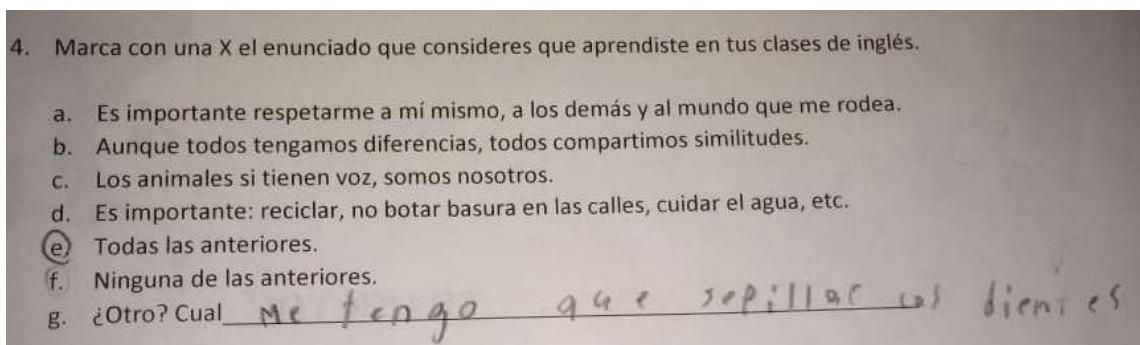 4. Marca con una X el enunciado que consideres que aprendiste en tus clases de inglés.
a. Es importante respetarme a mí mismo, a los demás y al mundo que me rodea.
b. Aunque todos tengamos diferencias, todos compartimos similitudes.
c. Los animales si tienen voz, somos nosotros.
d. Es importante: reciclar, no botar basura en las calles, cuidar el agua, etc.
e. Todas las anteriores.
f. Ninguna de las anteriores.
g. ¿Otro? Cual Me tengo que sepillar los dientes